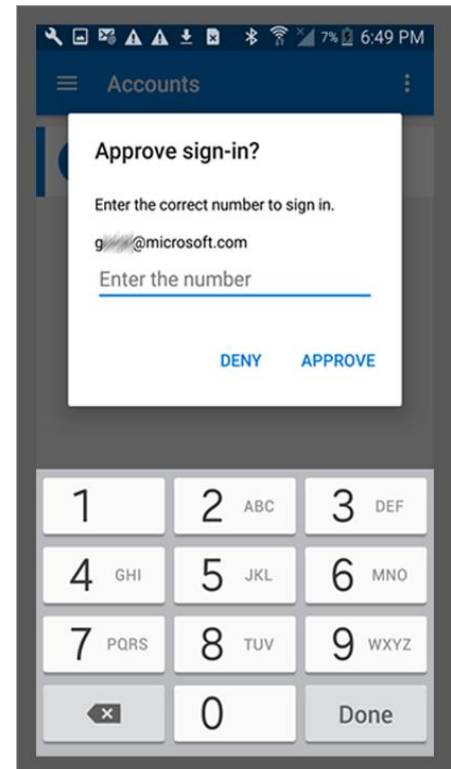 7% 6:49 PM
Accounts
Approve sign-in?
Enter the correct number to sign in.
@microsoft.com
Enter the number
DENY APPROVE
1 2 ABC 3 DEF
4 GHI 5 JKL 6 MNO
7 PQRS 8 TUV 9 WXYZ
0 Done